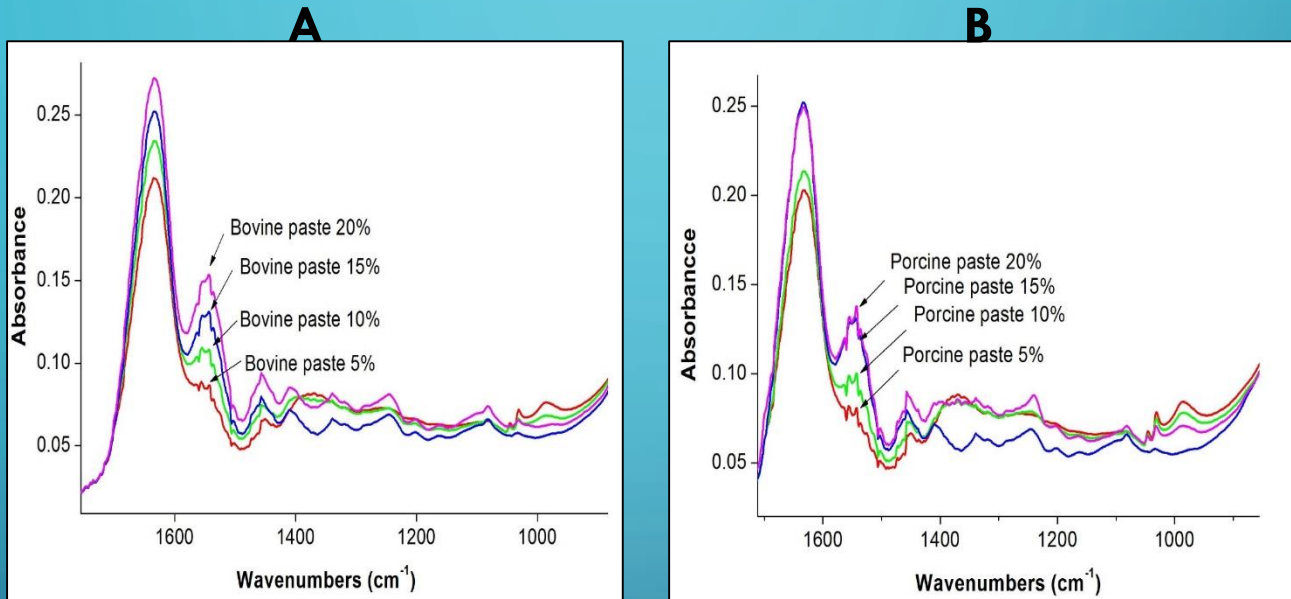 A
Absorbance
0.25
0.20
0.15
0.10
0.05
Bovine paste 20%
Bovine paste 15%
Bovine paste 10%
Bovine paste 5%
1600 1400 1200 1000
Wavenumbers (cm⁻¹)
B
Absorbancce
0.25
0.20
0.15
0.10
0.05
Porcine paste 20%
Porcine paste 15%
Porcine paste 10%
Porcine paste 5%
1600 1400 1200 1000
Wavenumbers (cm⁻¹)